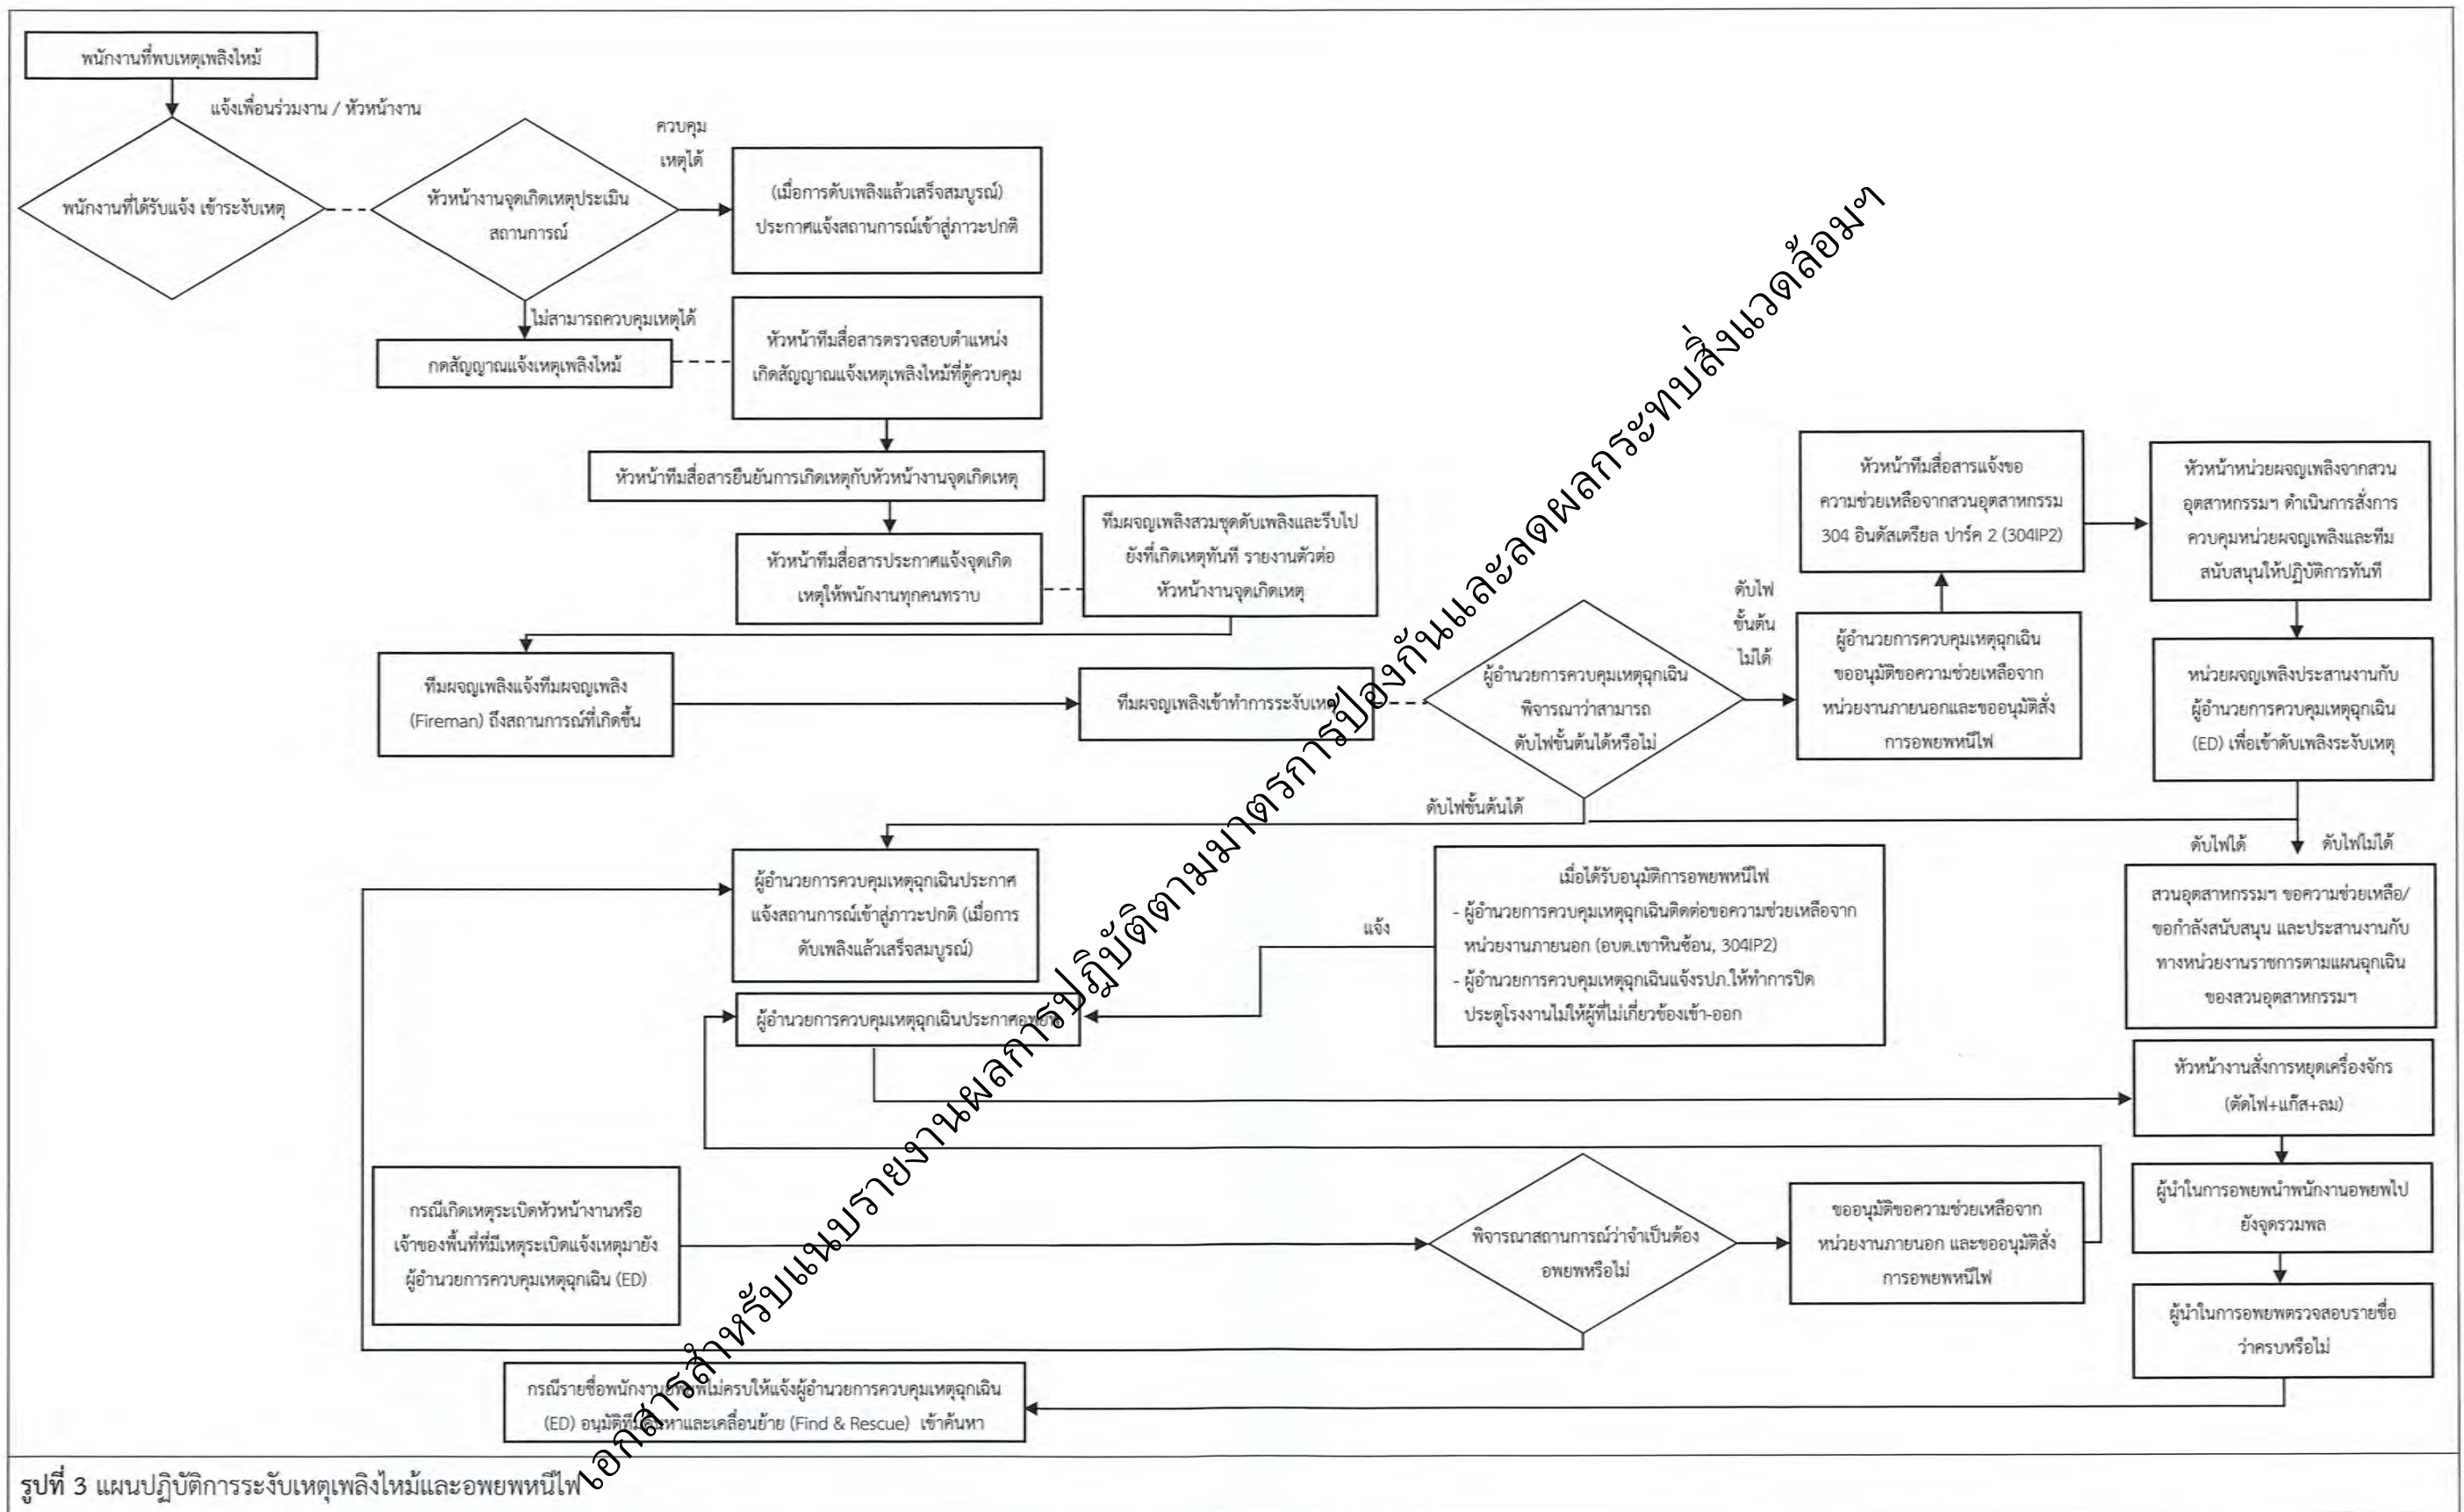 พนักงานที่พบเหตุเพลิงไหม้
แจ้งเพื่อนร่วมงาน / หัวหน้างาน
พนักงานที่ได้รับแจ้ง เข้าระงับเหตุ
หัวหน้างานจุดเกิดเหตุประเมิน
สถานการณ์
ควบคุม
เหตุได้
(เมื่อการดับเพลิงแล้วเสร็จสมบูรณ์)
ประกาศแจ้งสถานการณ์เข้าสู่ภาวะปกติ
ไม่สามารถควบคุมเหตุได้
กดสัญญาณแจ้งเหตุเพลิงไหม้
หัวหน้าทีมสื่อสารตรวจสอบตำแหน่ง
เกิดสัญญาณแจ้งเหตุเพลิงไหม้ที่ตู้ควบคุม
หัวหน้าทีมสื่อสารยืนยันการเกิดเหตุกับหัวหน้างานจุดเกิดเหตุ
หัวหน้าทีมสื่อสารประกาศแจ้งจุดเกิด
เหตุให้พนักงานทุกคนทราบ
ทีมผจญเพลิงสวมชุดดับเพลิงและรีบไป
ยังที่เกิดเหตุทันที รายงานตัวต่อ
หัวหน้างานจุดเกิดเหตุ
ทีมผจญเพลิงแจ้งทีมผจญเพลิง
(Fireman) ถึงสถานการณ์ที่เกิดขึ้น
ทีมผจญเพลิงเข้าทำการระงับเหตุ
ผู้อำนวยการควบคุมเหตุฉุกเฉิน
พิจารณาว่าสามารถ
ดับไฟขั้นต้นได้หรือไม่
ดับไฟ
ขั้นต้น
ไม่ได้
ผู้อำนวยการควบคุมเหตุฉุกเฉิน
ขออนุมัติขอความช่วยเหลือจาก
หน่วยงานภายนอกและขออนุมัติสั่ง
การอพยพหนีไฟ
หัวหน้าทีมสื่อสารแจ้งขอ
ความช่วยเหลือจากสวนอุตสาหกรรม
304 อินดัสเตรียล ปาร์ค 2 (304IP2)
หัวหน้าหน่วยผจญเพลิงจากสวน
อุตสาหกรรมฯ ดำเนินการสั่งการ
ควบคุมหน่วยผจญเพลิงและทีม
สนับสนุนให้ปฏิบัติการทันที
หน่วยผจญเพลิงประสานงานกับ
ผู้อำนวยการควบคุมเหตุฉุกเฉิน
(ED) เพื่อเข้าดับเพลิงระงับเหตุ
ดับไฟขั้นต้นได้
ดับไฟได้
ดับไฟไม่ได้
ผู้อำนวยการควบคุมเหตุฉุกเฉินประกาศ
แจ้งสถานการณ์เข้าสู่ภาวะปกติ (เมื่อการ
ดับเพลิงแล้วเสร็จสมบูรณ์)
แจ้ง
เมื่อได้รับอนุมัติการอพยพหนีไฟ
- ผู้อำนวยการควบคุมเหตุฉุกเฉินติดต่อขอความช่วยเหลือจาก
หน่วยงานภายนอก (อบต.เขาหินซ้อน, 304IP2)
- ผู้อำนวยการควบคุมเหตุฉุกเฉินแจ้งรปภ.ให้ทำการปิด
ประตูโรงงานไม่ให้ผู้ที่ไม่เกี่ยวข้องเข้า-ออก
สวนอุตสาหกรรมฯ ขอความช่วยเหลือ/
ขอกำลังสนับสนุน และประสานงานกับ
ทางหน่วยงานราชการตามแผนฉุกเฉิน
ของสวนอุตสาหกรรมฯ
ผู้อำนวยการควบคุมเหตุฉุกเฉินประกาศอพยพ
หัวหน้างานสั่งการหยุดเครื่องจักร
(ตัดไฟ+แก๊ส+ลม)
ผู้นำในการอพยพนำพนักงานอพยพไป
ยังจุดรวมพล
ผู้นำในการอพยพตรวจสอบรายชื่อ
ว่าครบหรือไม่
กรณีเกิดเหตุระเบิดหัวหน้างานหรือ
เจ้าของพื้นที่ที่มีเหตุระเบิดแจ้งเหตุมายัง
ผู้อำนวยการควบคุมเหตุฉุกเฉิน (ED)
พิจารณาสถานการณ์ว่าจำเป็นต้อง
อพยพหรือไม่
ขออนุมัติขอความช่วยเหลือจาก
หน่วยงานภายนอก และขออนุมัติสั่ง
การอพยพหนีไฟ
กรณีรายชื่อพนักงานอพยพไม่ครบให้แจ้งผู้อำนวยการควบคุมเหตุฉุกเฉิน
(ED) อนุมัติทีมค้นหาและเคลื่อนย้าย (Find & Rescue) เข้าค้นหา
รูปที่ 3 แผนปฏิบัติการระงับเหตุเพลิงไหม้และอพยพหนีไฟ
เอกสารสำหรับแนบรายงานผลการปฏิบัติตามมาตรการป้องกันและลดผลกระทบสิ่งแวดล้อมฯ